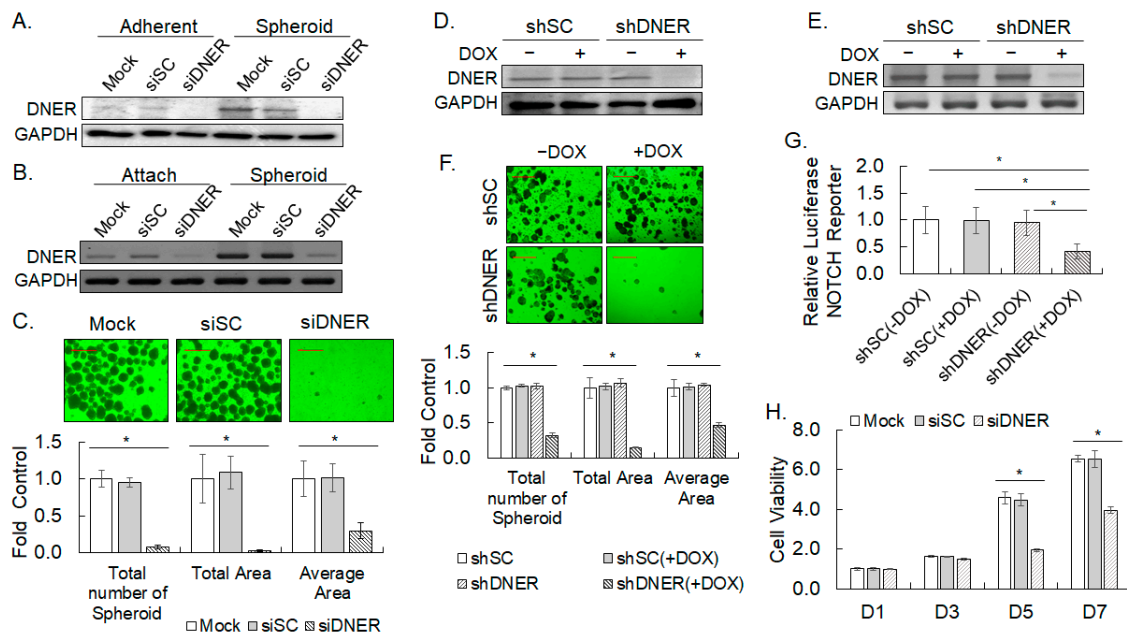 A.
Adherent Spheroid
Mock siSC siDNER Mock siSC siDNER
DNER
GAPDH
B.
Attach Spheroid
Mock siSC siDNER Mock siSC siDNER
DNER
GAPDH
C.
Mock siSC siDNER
Fold Control
1.5
1.0
0.5
0.0
* * *
Total number of Spheroid
Total Area
Average Area
Mock siSC siDNER
D.
shSC shDNER
DOX − + − +
DNER
GAPDH
E.
shSC shDNER
DOX − + − +
DNER
GAPDH
F.
−DOX +DOX
shSC
shDNER
Fold Control
1.5
1.0
0.5
0.0
* * *
Total number of Spheroid
Total Area
Average Area
shSC shSC(+DOX)
shDNER shDNER(+DOX)
G.
Relative Luciferase
NOTCH Reporter
2.0
1.5
1.0
0.5
0.0
*
*
*
shSC(-DOX)
shSC(+DOX)
shDNER(-DOX)
shDNER(+DOX)
H.
Mock siSC siDNER
Cell Viability
8.0
6.0
4.0
2.0
0.0
* *
D1 D3 D5 D7